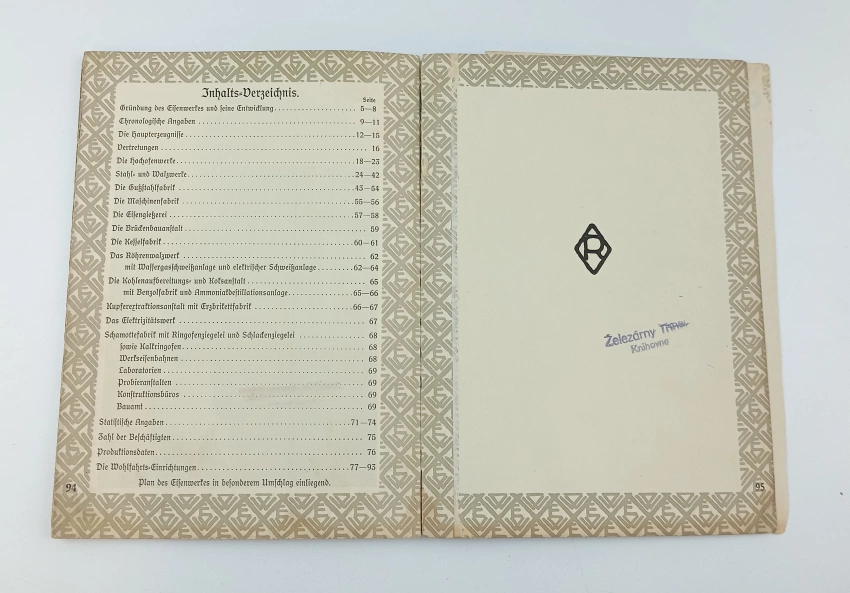 Inhalts-Verzeichnis.
Seite
Gründung des Eisenwerkes und seine Entwicklung 5—8
Chronologische Angaben 9—11
Die Haupterzeugnisse 12—15
Vertretungen 16
Die Hochofenwerke 18—23
Stahl- und Walzwerke 24—42
Die Gußstahlfabrik 43—54
Die Maschinenfabrik 55—56
Die Eisengießerei 57—58
Die Brückenbauanstalt 59
Die Kesselfabrik 60—61
Das Röhrenwalzwerk 62
mit Wassergasschweißanlage und elektrischer Schweißanlage 62—64
Die Kohlenaufbereitungs- und Koksanstalt 65
mit Benzolfabrik und Ammoniakdestillationsanlage 65—66
Kupferextraktionsanstalt mit Erzbrikettfabrik 66—67
Das Elektrizitätswerk 67
Schamottefabrik mit Ringofenziegelei und Schlackenziegelei 68
sowie Kalkringofen 68
Werkseisenbahnen 68
Laboratorien 69
Probieranstalten 69
Konstruktionsbüros 69
Bauamt 69
Statistische Angaben 71—74
Zahl der Beschäftigten 75
Produktionsdaten 76
Die Wohlfahrts-Einrichtungen 77—93
Plan des Eisenwerkes in besonderem Umschlag einliegend.
94
R
Železárny
Knihovna
95